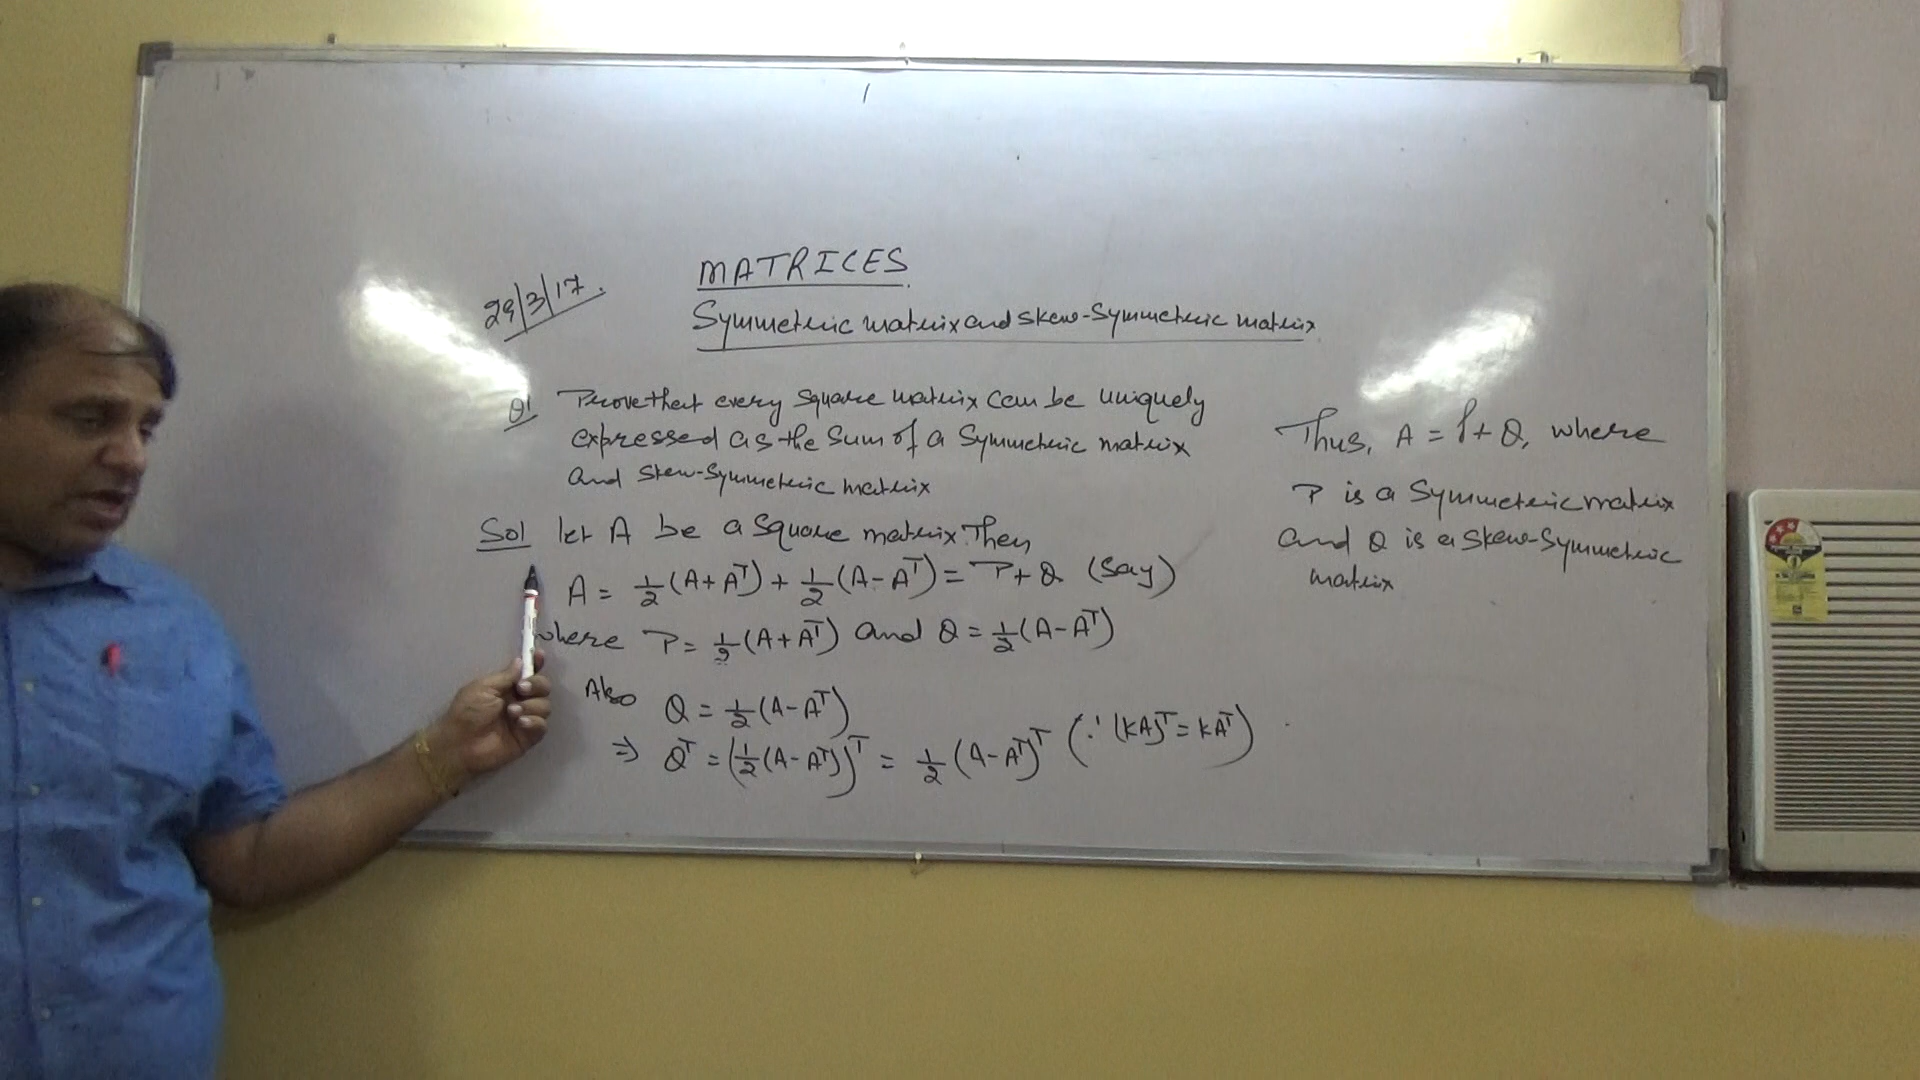 MATRICES
29/3/17.
Symmetric matrix and skew-Symmetric matrix
Q1 Prove that every square matrix can be uniquely
expressed as the sum of a symmetric matrix
and skew-symmetric matrix
Sol let A be a square matrix. Then
A = 1/2 (A + A^T) + 1/2 (A - A^T) = P + Q (say)
where P = 1/2 (A + A^T) and Q = 1/2 (A - A^T)
Also Q = 1/2 (A - A^T)
⇒ Q^T = (1/2 (A - A^T))^T = 1/2 (A - A^T)^T (∵ (kA)^T = kA^T)
Thus, A = P + Q, where
P is a symmetric matrix
and Q is a skew-symmetric
matrix